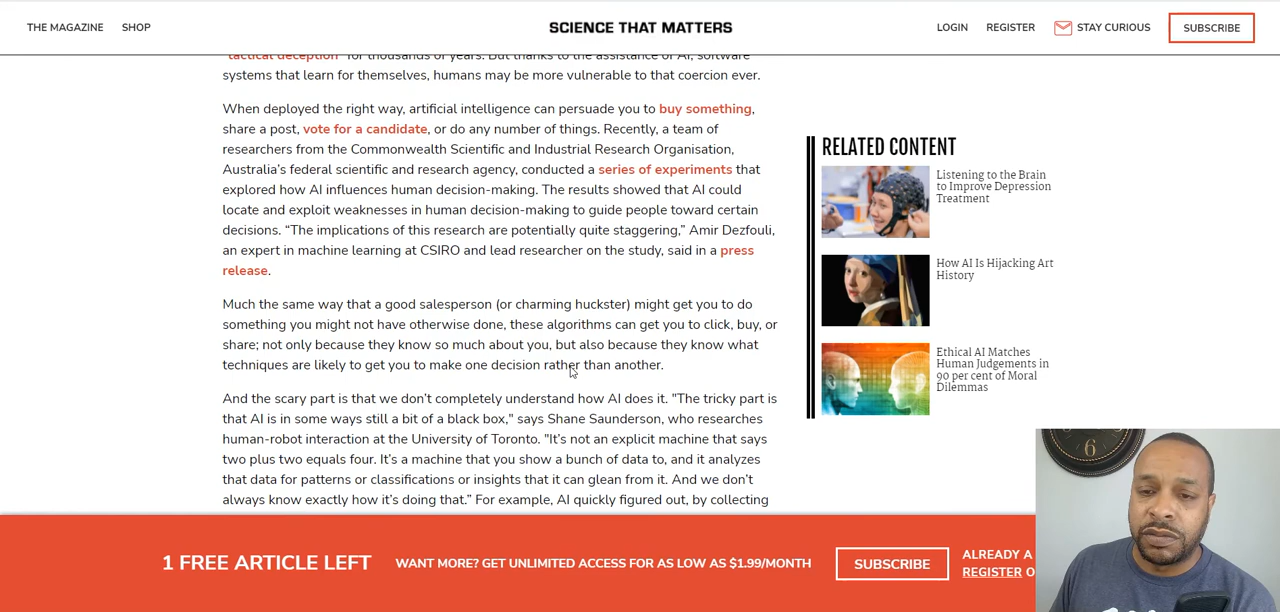 THE MAGAZINE SHOP SCIENCE THAT MATTERS LOGIN REGISTER STAY CURIOUS SUBSCRIBE
"tactical deception" for thousands of years. But thanks to the assistance of AI, software
systems that learn for themselves, humans may be more vulnerable to that coercion ever.
When deployed the right way, artificial intelligence can persuade you to buy something,
share a post, vote for a candidate, or do any number of things. Recently, a team of
researchers from the Commonwealth Scientific and Industrial Research Organisation,
Australia's federal scientific and research agency, conducted a series of experiments that
explored how AI influences human decision-making. The results showed that AI could
locate and exploit weaknesses in human decision-making to guide people toward certain
decisions. “The implications of this research are potentially quite staggering,” Amir Dezfouli,
an expert in machine learning at CSIRO and lead researcher on the study, said in a press
release.
Much the same way that a good salesperson (or charming huckster) might get you to do
something you might not have otherwise done, these algorithms can get you to click, buy, or
share; not only because they know so much about you, but also because they know what
techniques are likely to get you to make one decision rather than another.
And the scary part is that we don't completely understand how AI does it. "The tricky part is
that AI is in some ways still a bit of a black box," says Shane Saunderson, who researches
human-robot interaction at the University of Toronto. "It's not an explicit machine that says
two plus two equals four. It's a machine that you show a bunch of data to, and it analyzes
that data for patterns or classifications or insights that it can glean from it. And we don't
always know exactly how it's doing that.” For example, AI quickly figured out, by collecting
RELATED CONTENT
Listening to the Brain
to Improve Depression
Treatment
How AI Is Hijacking Art
History
Ethical AI Matches
Human Judgements in
90 per cent of Moral
Dilemmas
6
1 FREE ARTICLE LEFT WANT MORE? GET UNLIMITED ACCESS FOR AS LOW AS $1.99/MONTH SUBSCRIBE
ALREADY A
REGISTER O